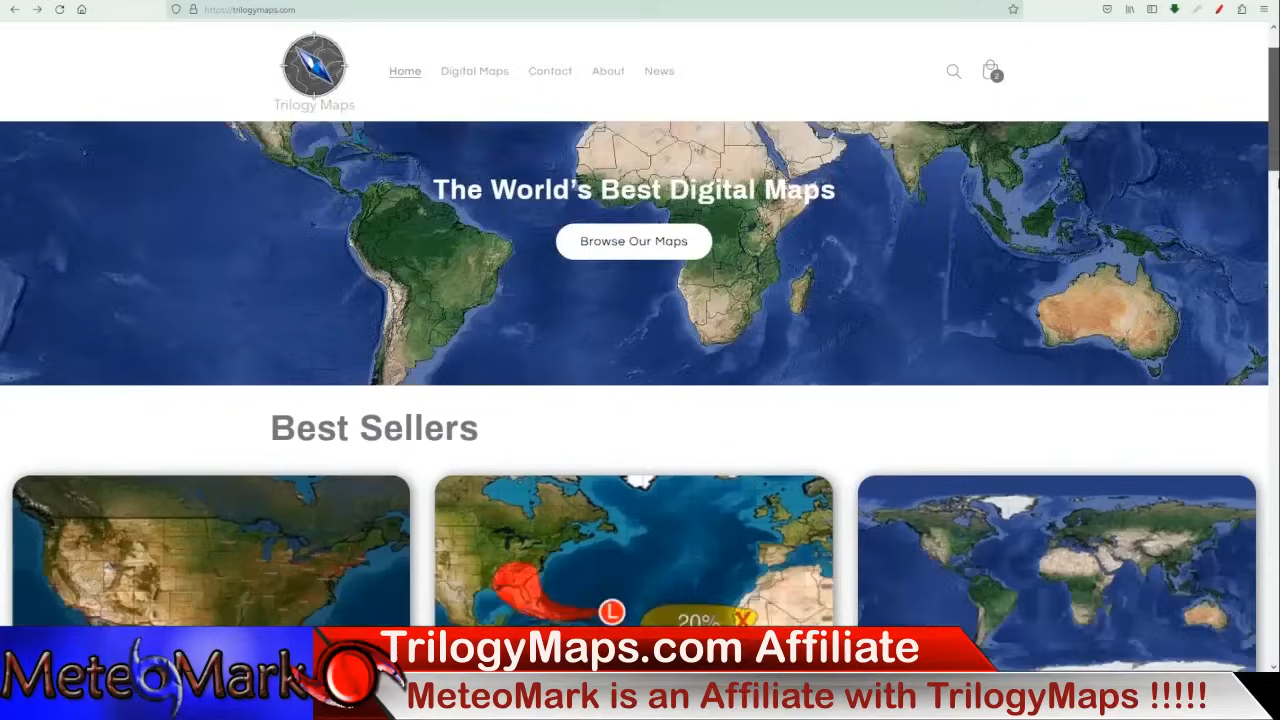 https://trilogymaps.com
Trilogy Maps
Home Digital Maps Contact About News
2
The World's Best Digital Maps
Browse Our Maps
Best Sellers
L
20%
X
MeteoMark
TrilogyMaps.com Affiliate
MeteoMark is an Affiliate with TrilogyMaps !!!!!